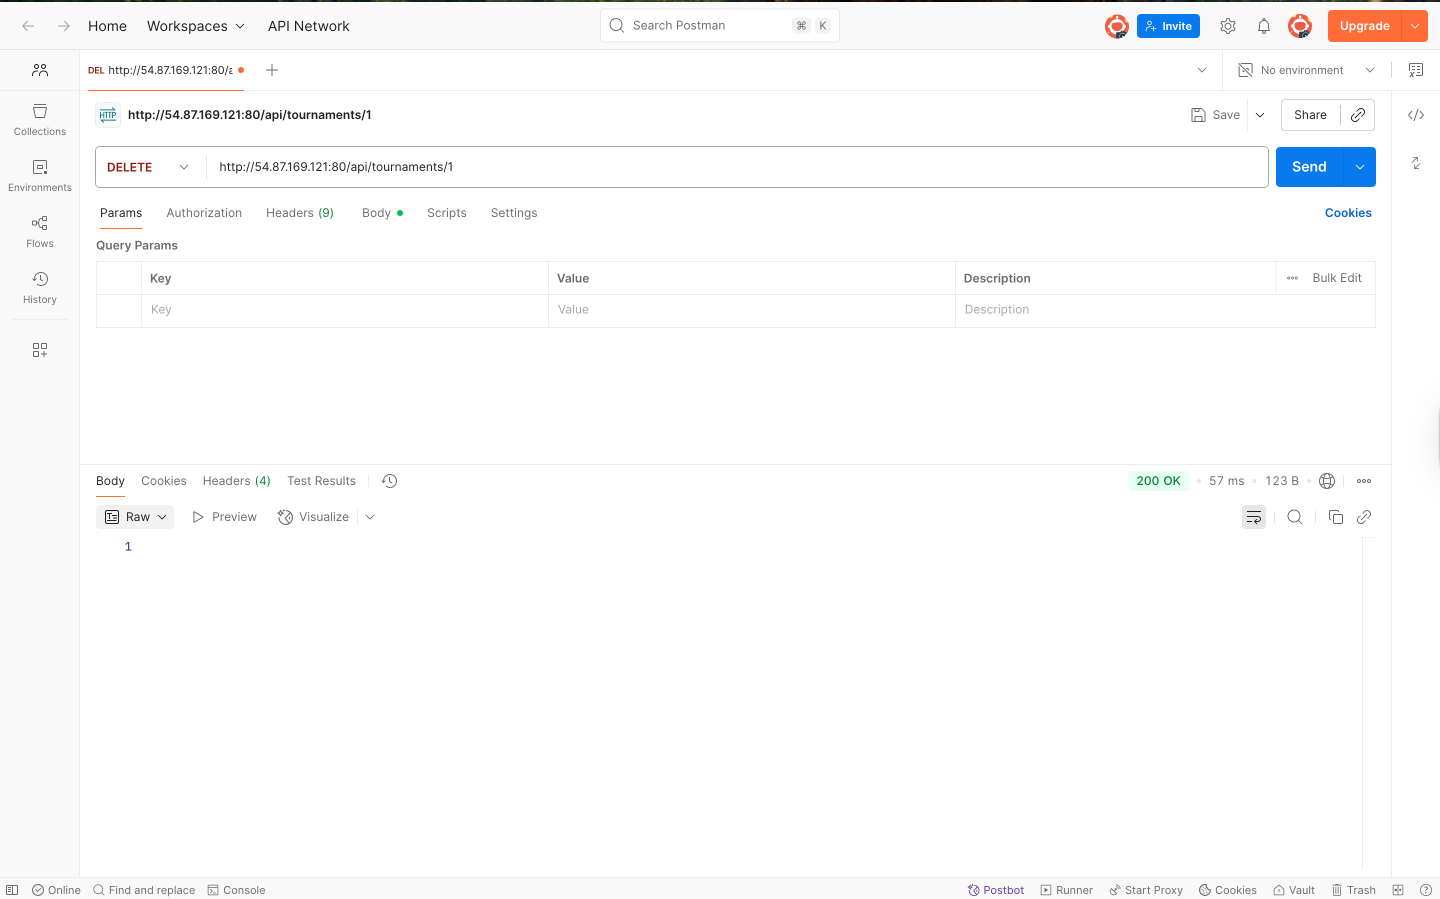 Home Workspaces API Network Search Postman ⌘ K Invite Upgrade
DEL http://54.87.169.121:80/a No environment
HTTP http://54.87.169.121:80/api/tournaments/1 Save Share
Collections
DELETE http://54.87.169.121:80/api/tournaments/1 Send
Environments
Params Authorization Headers (9) Body Scripts Settings Cookies
Flows
Query Params
Key Value Description Bulk Edit
History
Key Value Description
Body Cookies Headers (4) Test Results 200 OK 57 ms 123 B
Raw Preview Visualize
1
Online Find and replace Console Postbot Runner Start Proxy Cookies Vault Trash